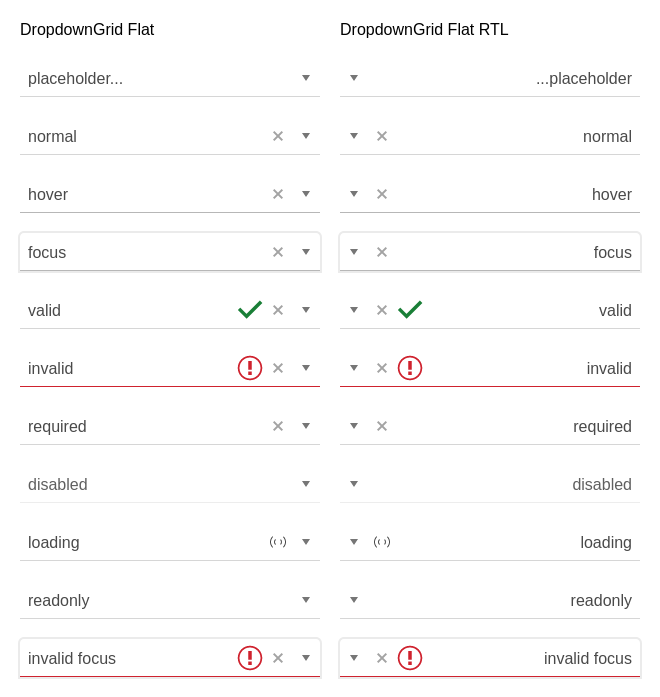 DropdownGrid Flat
placeholder...
normal
hover
focus
valid
invalid
required
disabled
loading
readonly
invalid focus
DropdownGrid Flat RTL
...placeholder
normal
hover
focus
valid
invalid
required
disabled
loading
readonly
invalid focus